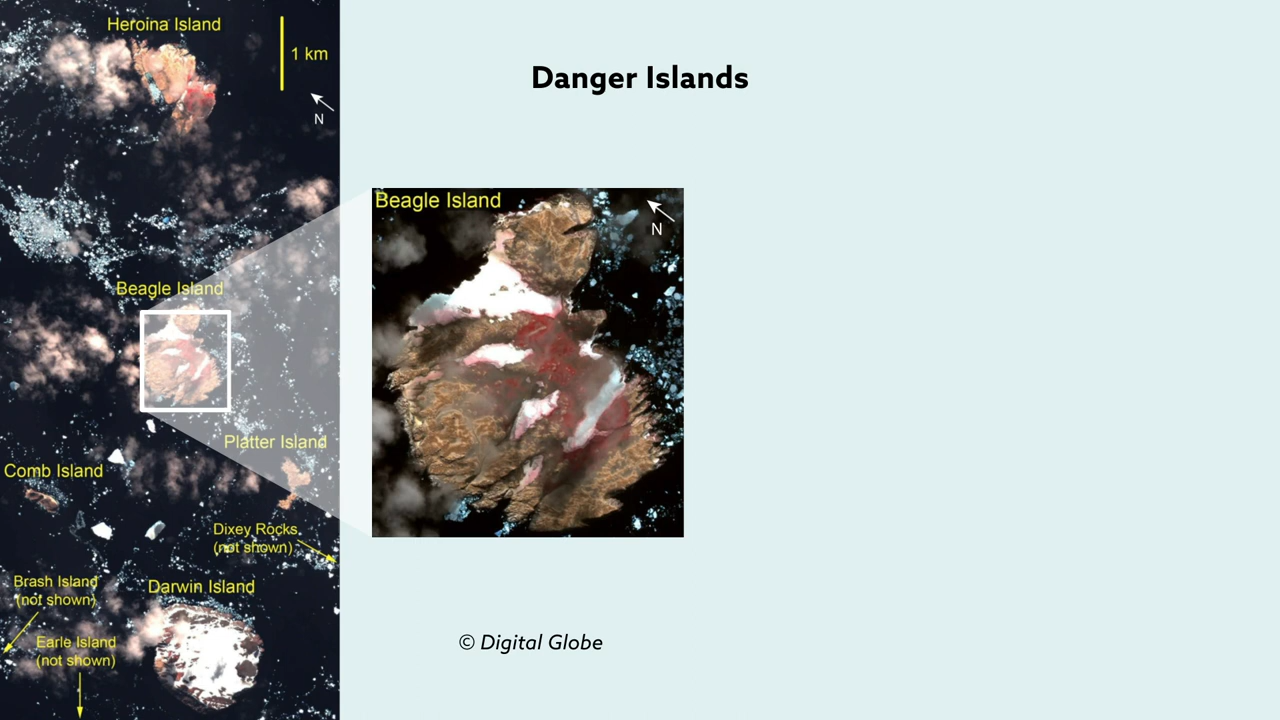 Heroina Island
1 km
N
Danger Islands
Beagle Island
N
Beagle Island
Platter Island
Comb Island
Dixey Rocks
(not shown)
Brash Island
(not shown)
Darwin Island
Earle Island
(not shown)
© Digital Globe